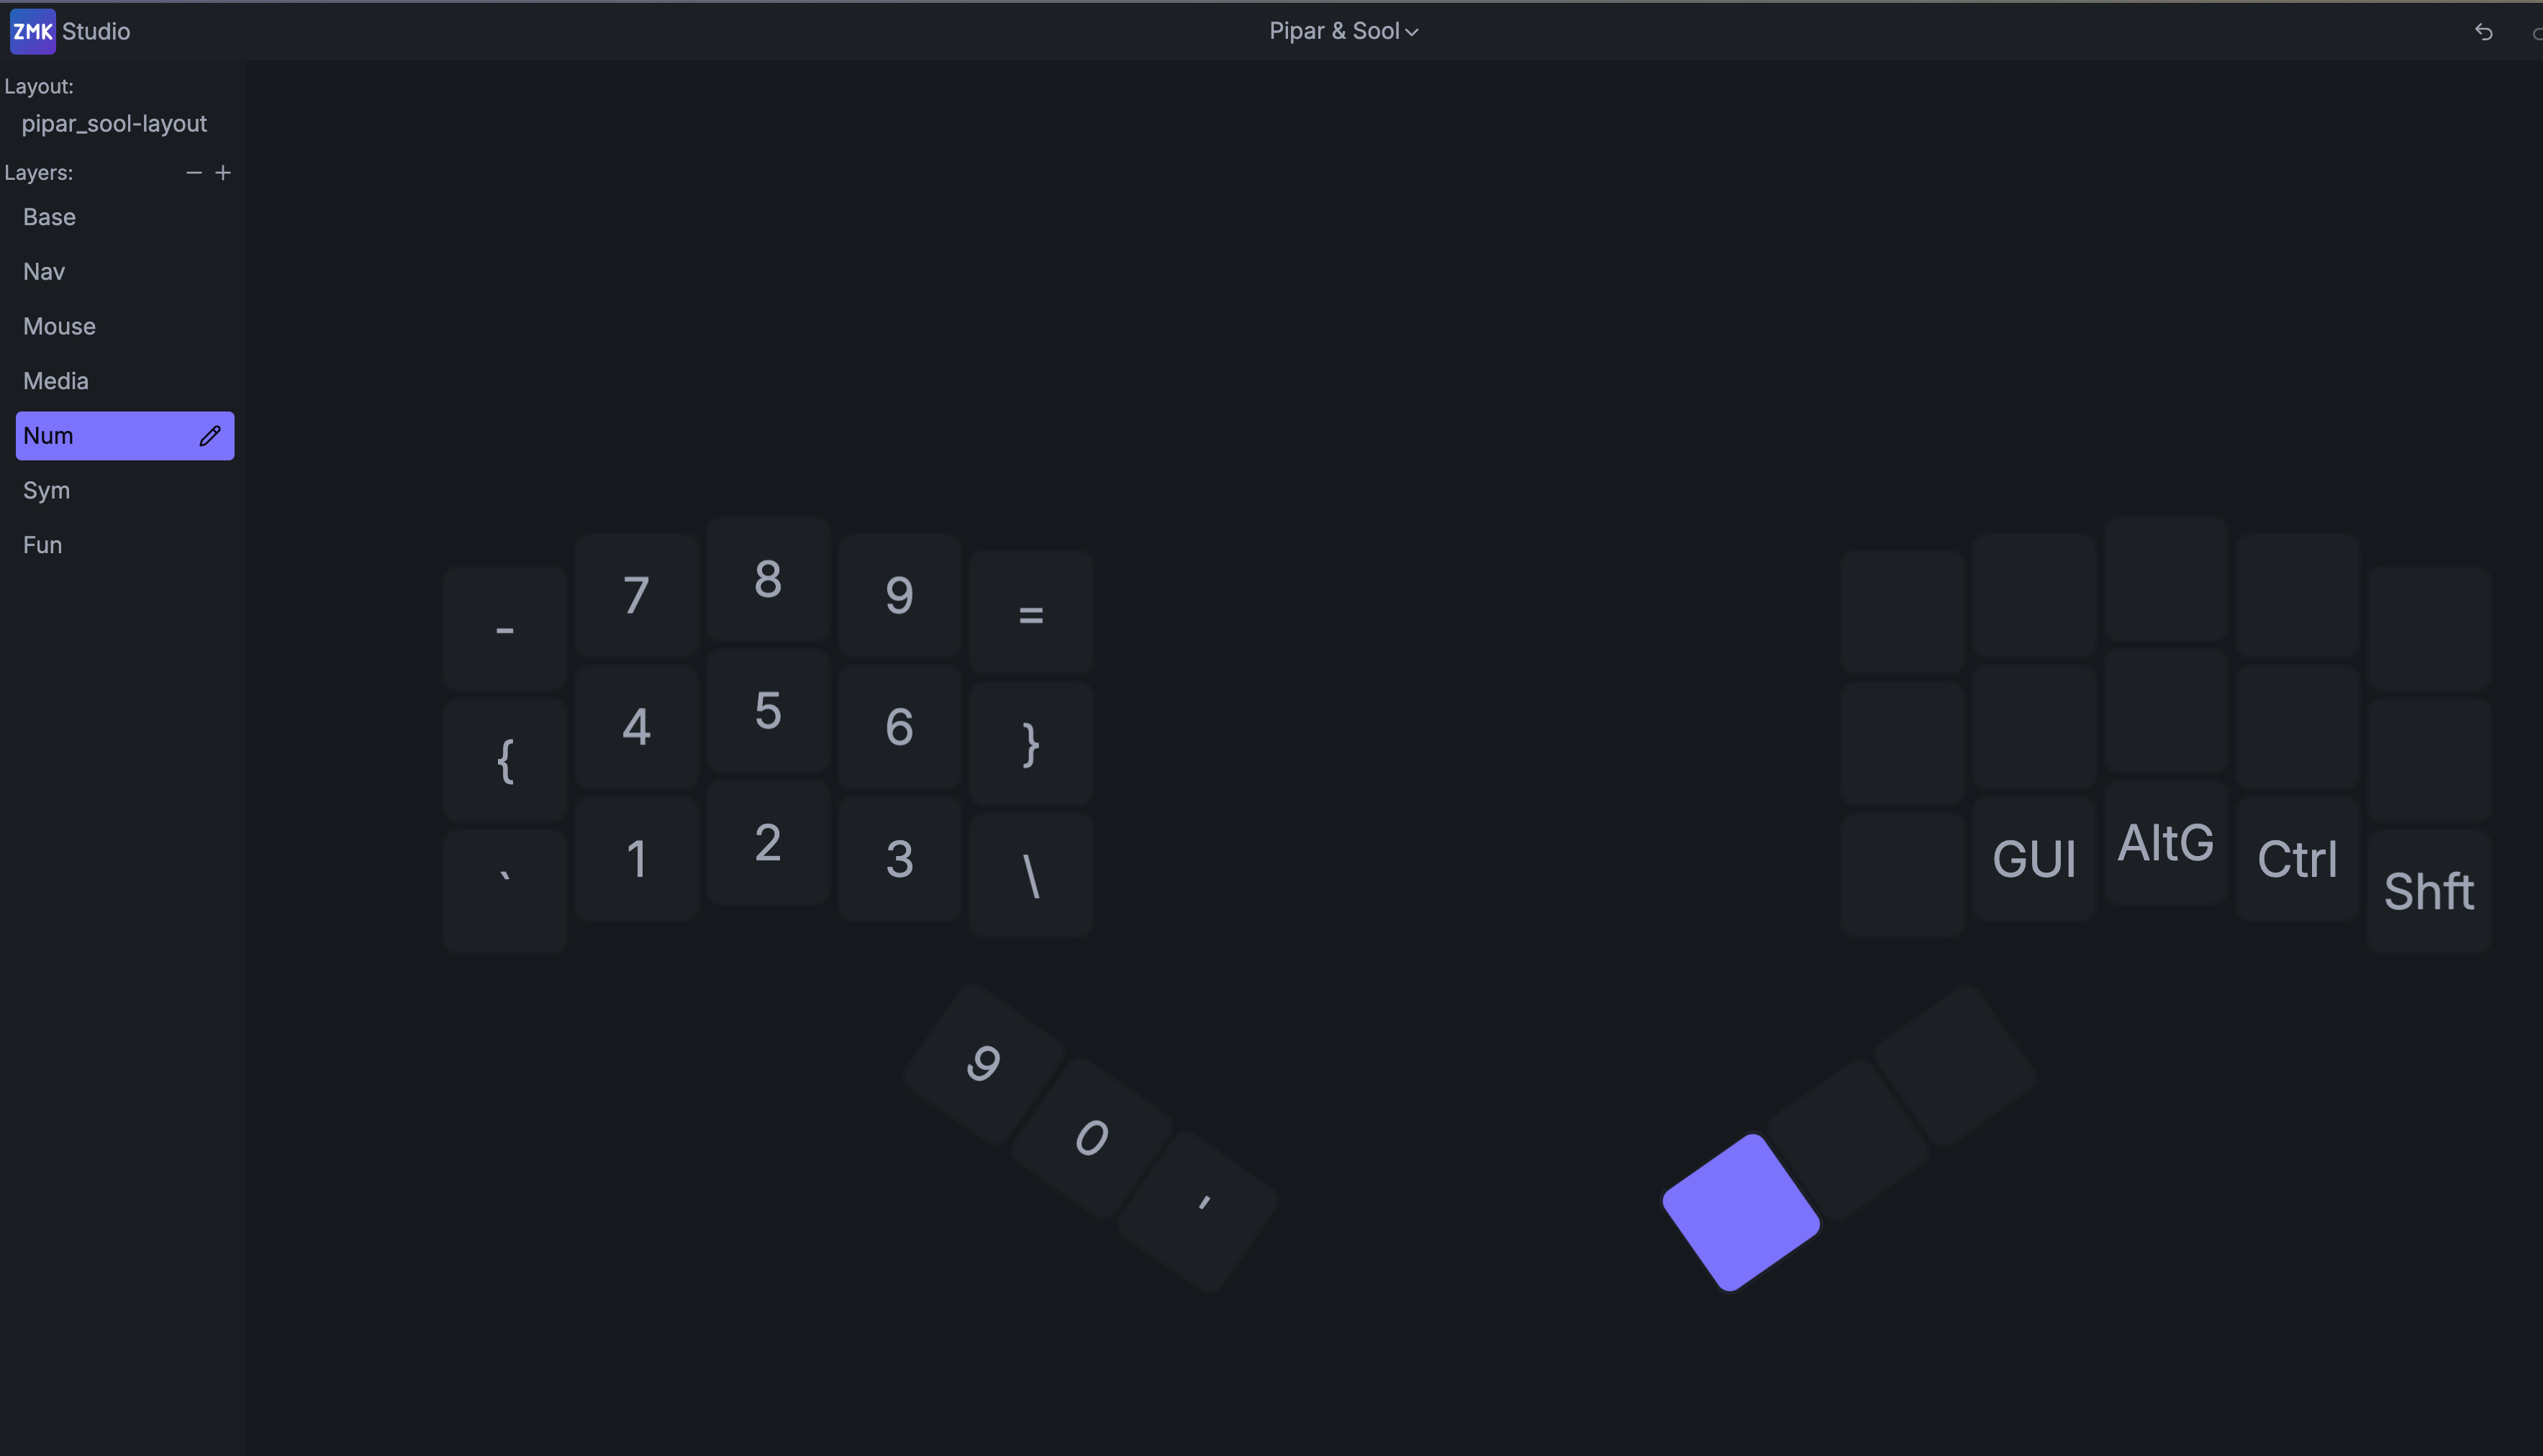 ZMK Studio
Pipar & Sool
Layout:
pipar_sool-layout
Layers:
Base
Nav
Mouse
Media
Num
Sym
Fun
- 7 8 9 =
{ 4 5 6 }
` 1 2 3 \
GUI AltG Ctrl Shft
9 0 '